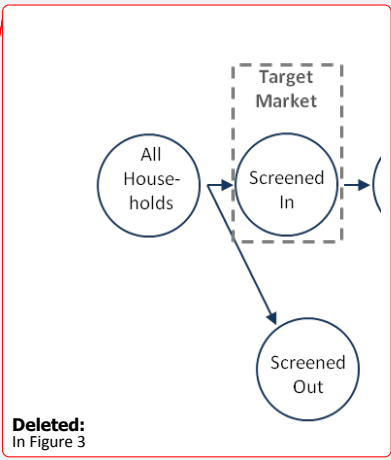 Target
Market
All
House-
holds
Screened
In
Screened
Out
Deleted:
In Figure 3